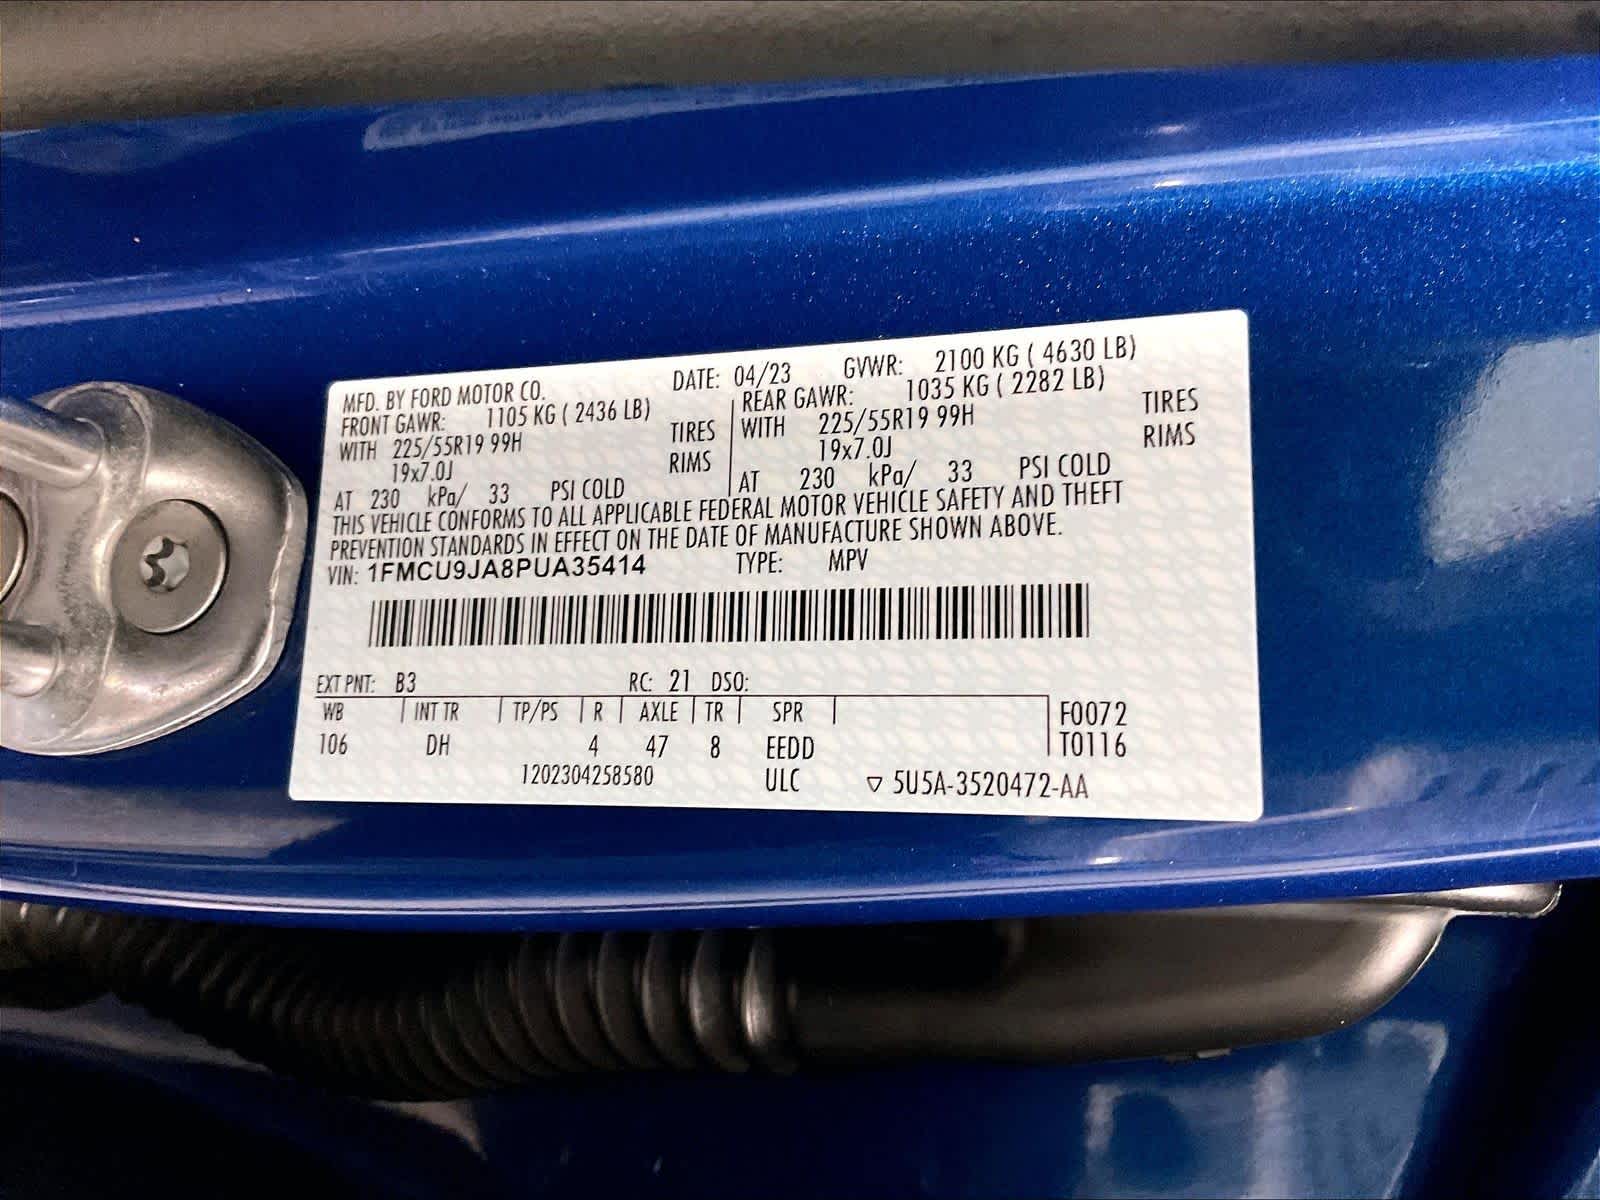 MFD. BY FORD MOTOR CO. DATE: 04/23 GVWR: 2100 KG ( 4630 LB)
FRONT GAWR: 1105 KG ( 2436 LB) REAR GAWR: 1035 KG ( 2282 LB)
WITH 225/55R19 99H TIRES WITH 225/55R19 99H TIRES
19x7.0J RIMS 19x7.0J RIMS
AT 230 kPa/ 33 PSI COLD AT 230 kPa/ 33 PSI COLD
THIS VEHICLE CONFORMS TO ALL APPLICABLE FEDERAL MOTOR VEHICLE SAFETY AND THEFT
PREVENTION STANDARDS IN EFFECT ON THE DATE OF MANUFACTURE SHOWN ABOVE.
VIN: 1FMCU9JA8PUA35414 TYPE: MPV
EXT PNT: B3 RC: 21 DSO:
WB INT TR TP/PS R AXLE TR SPR F0072
106 DH 4 47 8 EEDD T0116
1202304258580 ULC ▽ 5U5A-3520472-AA